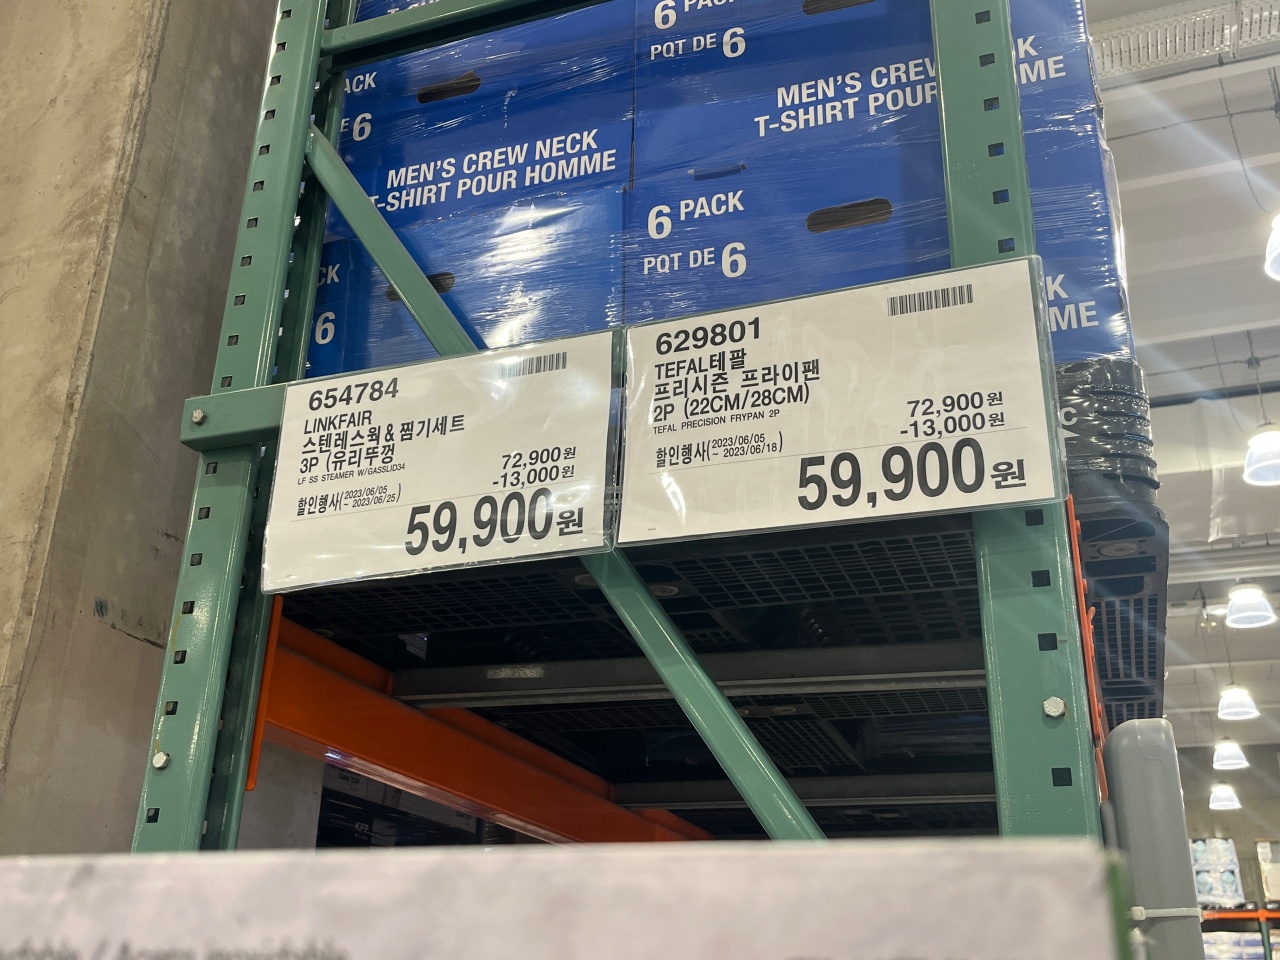 6 PACK
PQT DE 6
MEN'S CREW
T-SHIRT POUR
K
ME
ACK
E 6
MEN'S CREW NECK
T-SHIRT POUR HOMME
6 PACK
PQT DE 6
CK
6
K
ME
654784
LINKFAIR
스텐레스웍 & 찜기세트
3P (유리뚜껑
LF SS STEAMER W/GASSLID34
72,900원
-13,000원
할인행사(2023/06/05
~ 2023/06/25)
59,900원
629801
TEFAL테팔
프리시즌 프라이팬
2P (22CM/28CM)
TEFAL PRECISION FRYPAN 2P
72,900원
-13,000원
할인행사(2023/06/05
~ 2023/06/18)
59,900원
C